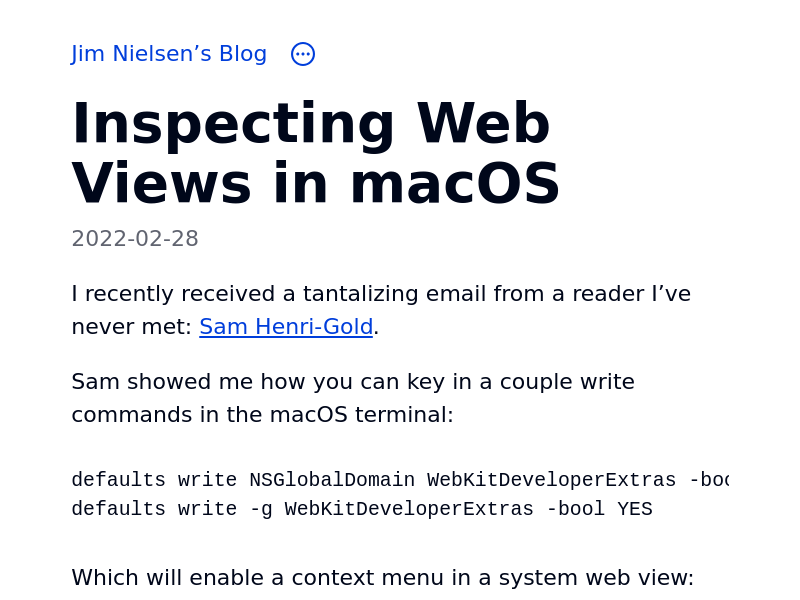 Jim Nielsen’s Blog
Inspecting Web
Views in macOS
2022-02-28
I recently received a tantalizing email from a reader I’ve
never met: Sam Henri-Gold.
Sam showed me how you can key in a couple write
commands in the macOS terminal:
defaults write NSGlobalDomain WebKitDeveloperExtras
defaults write -g WebKitDeveloperExtras -bool YES
Which will enable a context menu in a system web view: